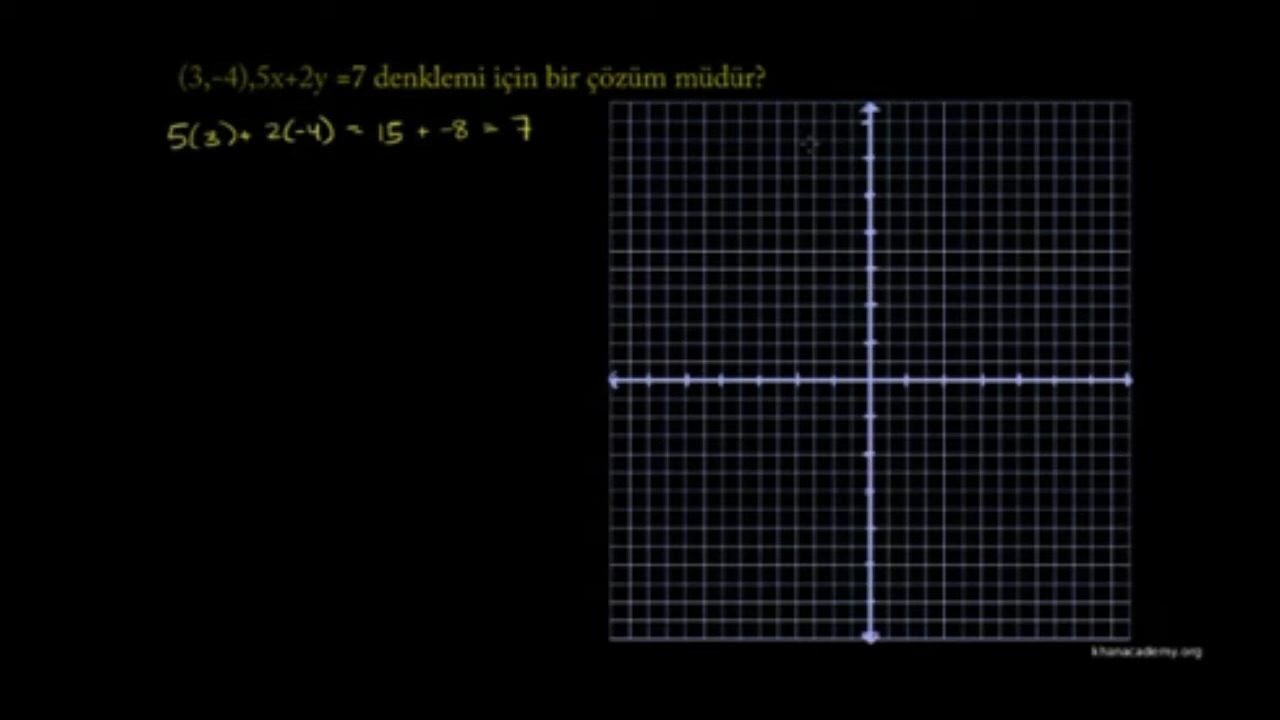 (3,-4),5x+2y =7 denklemi için bir çözüm müdür?
5(3)+ 2(-4) = 15 + -8 = 7
khanacademy.org